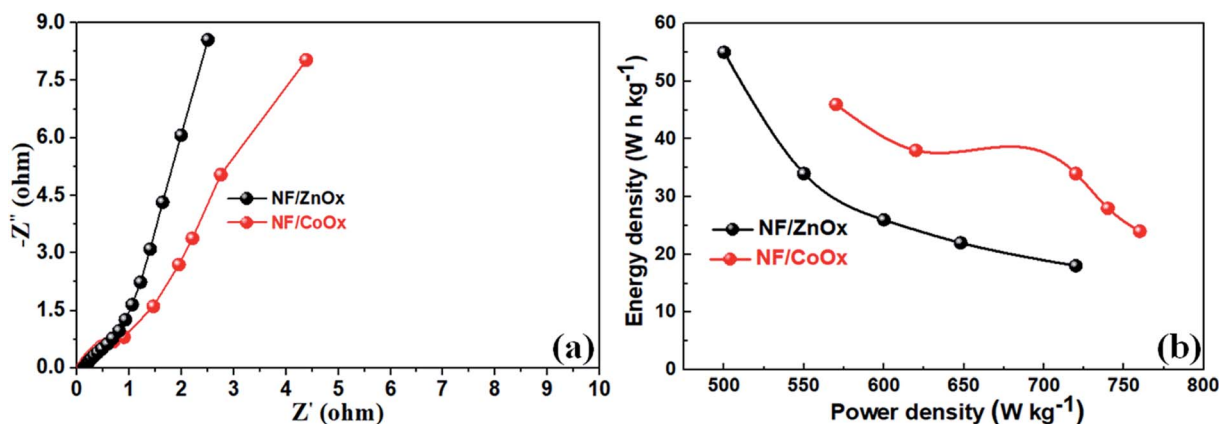 9.0
7.5
6.0
4.5
3.0
1.5
0.0
-Z" (ohm)
NF/ZnOx
NF/CoOx
(a)
0 1 2 3 4 5 6 7 8 9 10
Z' (ohm)
60
50
40
30
20
10
0
Energy density (W h kg-1)
NF/ZnOx
NF/CoOx
(b)
500 550 600 650 700 750 800
Power density (W kg-1)